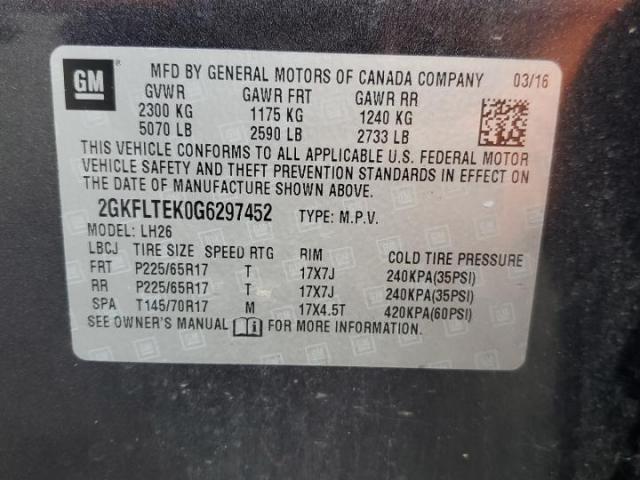 GM
MFD BY GENERAL MOTORS OF CANADA COMPANY 03/16
GVWR GAWR FRT GAWR RR
2300 KG 1175 KG 1240 KG
5070 LB 2590 LB 2733 LB
THIS VEHICLE CONFORMS TO ALL APPLICABLE U.S. FEDERAL MOTOR
VEHICLE SAFETY AND THEFT PREVENTION STANDARDS IN EFFECT ON
THE DATE OF MANUFACTURE SHOWN ABOVE.
2GKFLTEK0G6297452 TYPE: M.P.V.
MODEL: LH26
LBCJ TIRE SIZE SPEED RTG RIM COLD TIRE PRESSURE
FRT P225/65R17 T 17X7J 240KPA(35PSI)
RR P225/65R17 T 17X7J 240KPA(35PSI)
SPA T145/70R17 M 17X4.5T 420KPA(60PSI)
SEE OWNER'S MANUAL FOR MORE INFORMATION.